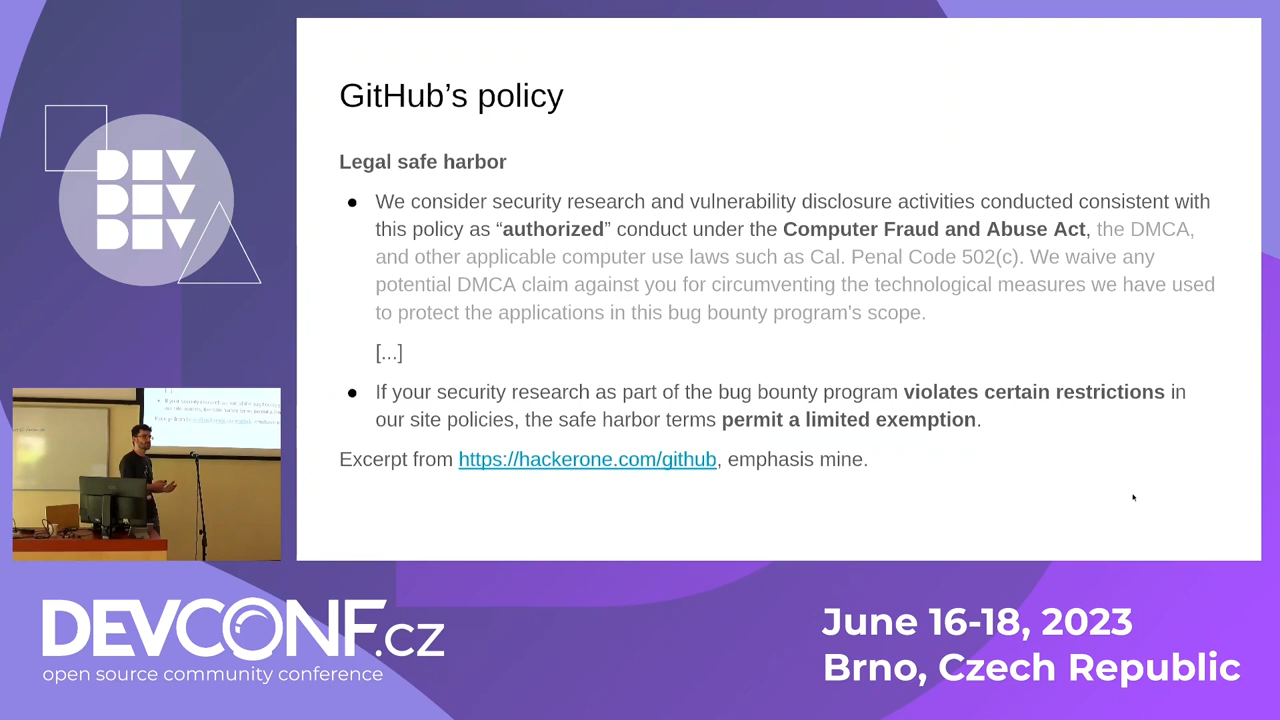 GitHub’s policy
Legal safe harbor
● We consider security research and vulnerability disclosure activities conducted consistent with
this policy as “authorized” conduct under the Computer Fraud and Abuse Act, the DMCA,
and other applicable computer use laws such as Cal. Penal Code 502(c). We waive any
potential DMCA claim against you for circumventing the technological measures we have used
to protect the applications in this bug bounty program's scope.
[...]
● If your security research as part of the bug bounty program violates certain restrictions in
our site policies, the safe harbor terms permit a limited exemption.
Excerpt from https://hackerone.com/github, emphasis mine.
DEV
DEV
DEV
DEVCONF.cz
open source community conference
June 16-18, 2023
Brno, Czech Republic